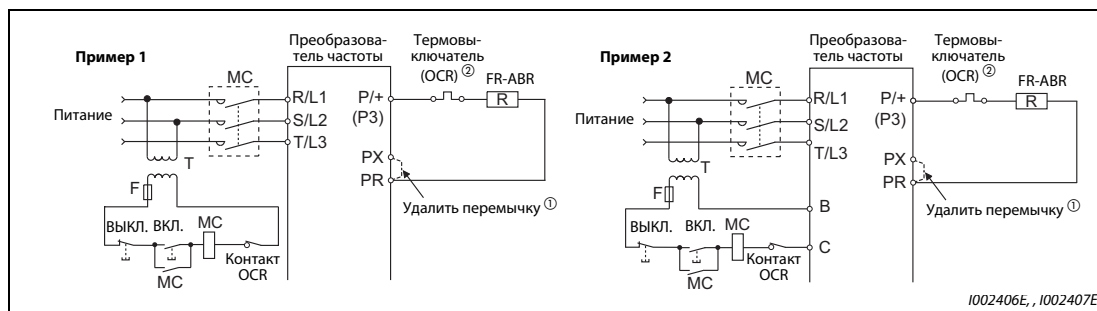 Пример 1
Преобразова-
тель частоты
Термовы-
ключатель
(OCR) ②
FR-ABR
MC
R/L1
P/+
R
Питание
S/L2
(P3)
T/L3
T
PX
F
PR
Удалить перемычку ①
ВЫКЛ.
ВКЛ.
MC
Контакт
OCR
MC
Пример 2
Преобразова-
тель частоты
Термовы-
ключатель
(OCR) ②
FR-ABR
MC
R/L1
P/+
R
Питание
S/L2
(P3)
T/L3
T
PX
F
PR
B
Удалить перемычку ①
ВЫКЛ.
ВКЛ.
MC
C
Контакт
OCR
MC
I002406E, , I002407E